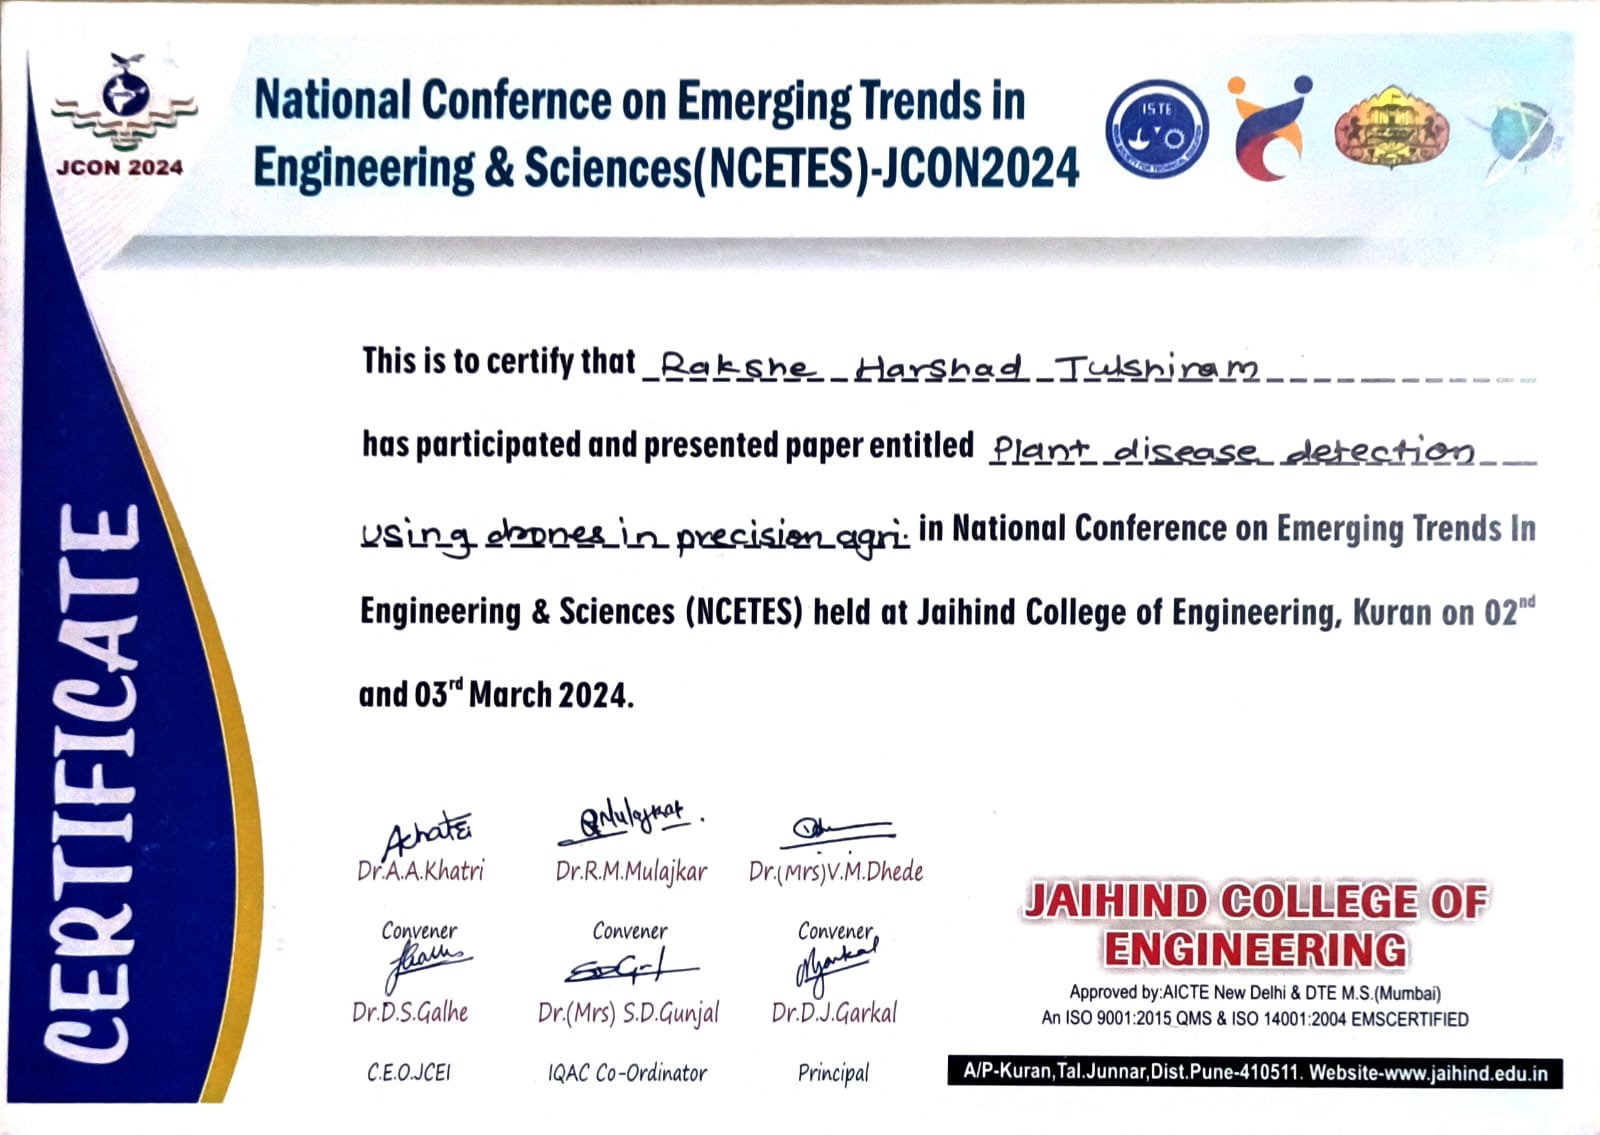 JCON 2024
National Confernce on Emerging Trends in
Engineering & Sciences(NCETES)-JCON2024
ISTE
CERTIFICATE
This is to certify that Rakshe Harshad Tulshiram
has participated and presented paper entitled Plant disease detection
using drones in precision agri. in National Conference on Emerging Trends In
Engineering & Sciences (NCETES) held at Jaihind College of Engineering, Kuran on 02nd
and 03rd March 2024.
Dr.A.A.Khatri Dr.R.M.Mulajkar Dr.(Mrs)V.M.Dhede
Convener Convener Convener
Dr.D.S.Galhe Dr.(Mrs) S.D.Gunjal Dr.D.J.Garkal
C.E.O.JCEI IQAC Co-Ordinator Principal
JAIHIND COLLEGE OF
ENGINEERING
Approved by:AICTE New Delhi & DTE M.S.(Mumbai)
An ISO 9001:2015 QMS & ISO 14001:2004 EMSCERTIFIED
A/P-Kuran,Tal.Junnar,Dist.Pune-410511. Website-www.jaihind.edu.in